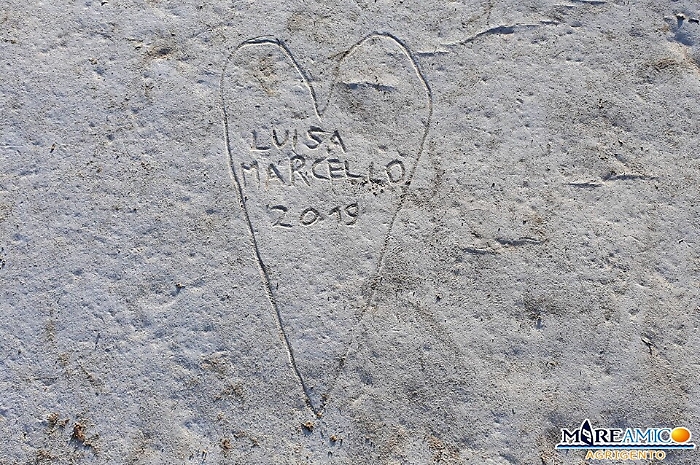 LUISA
MARCELLO
2019
MAREAMICO
AGRIGENTO